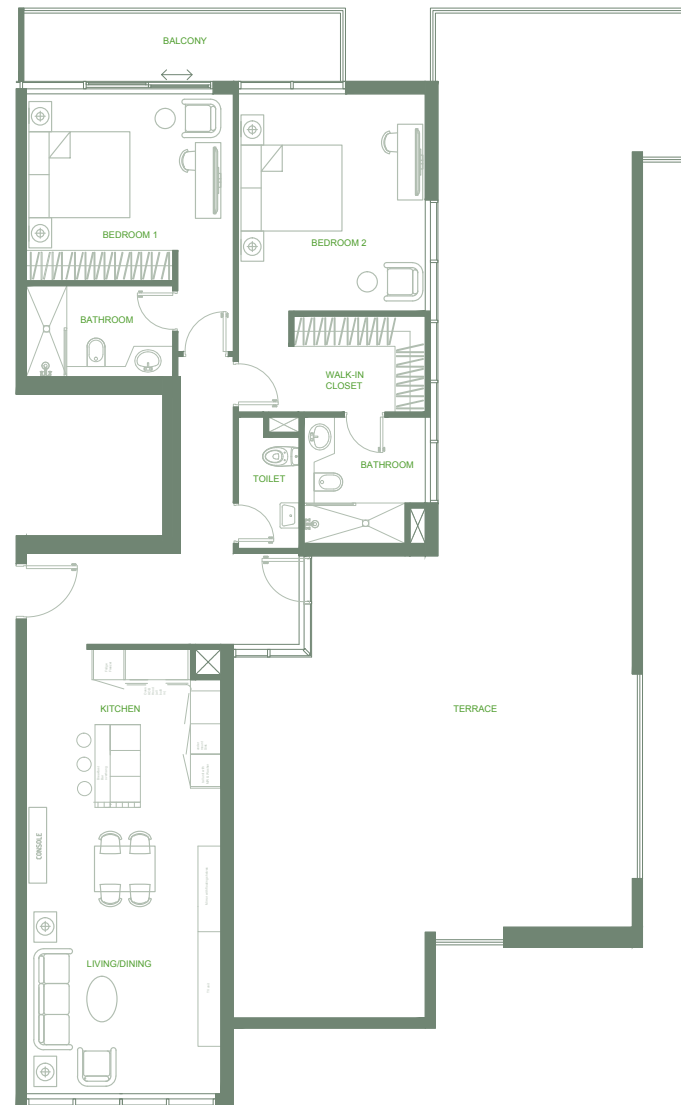 BALCONY
BEDROOM 1
BEDROOM 2
BATHROOM
WALK-IN
CLOSET
BATHROOM
TOILET
KITCHEN
TERRACE
CONSOLE
LIVING/DINING